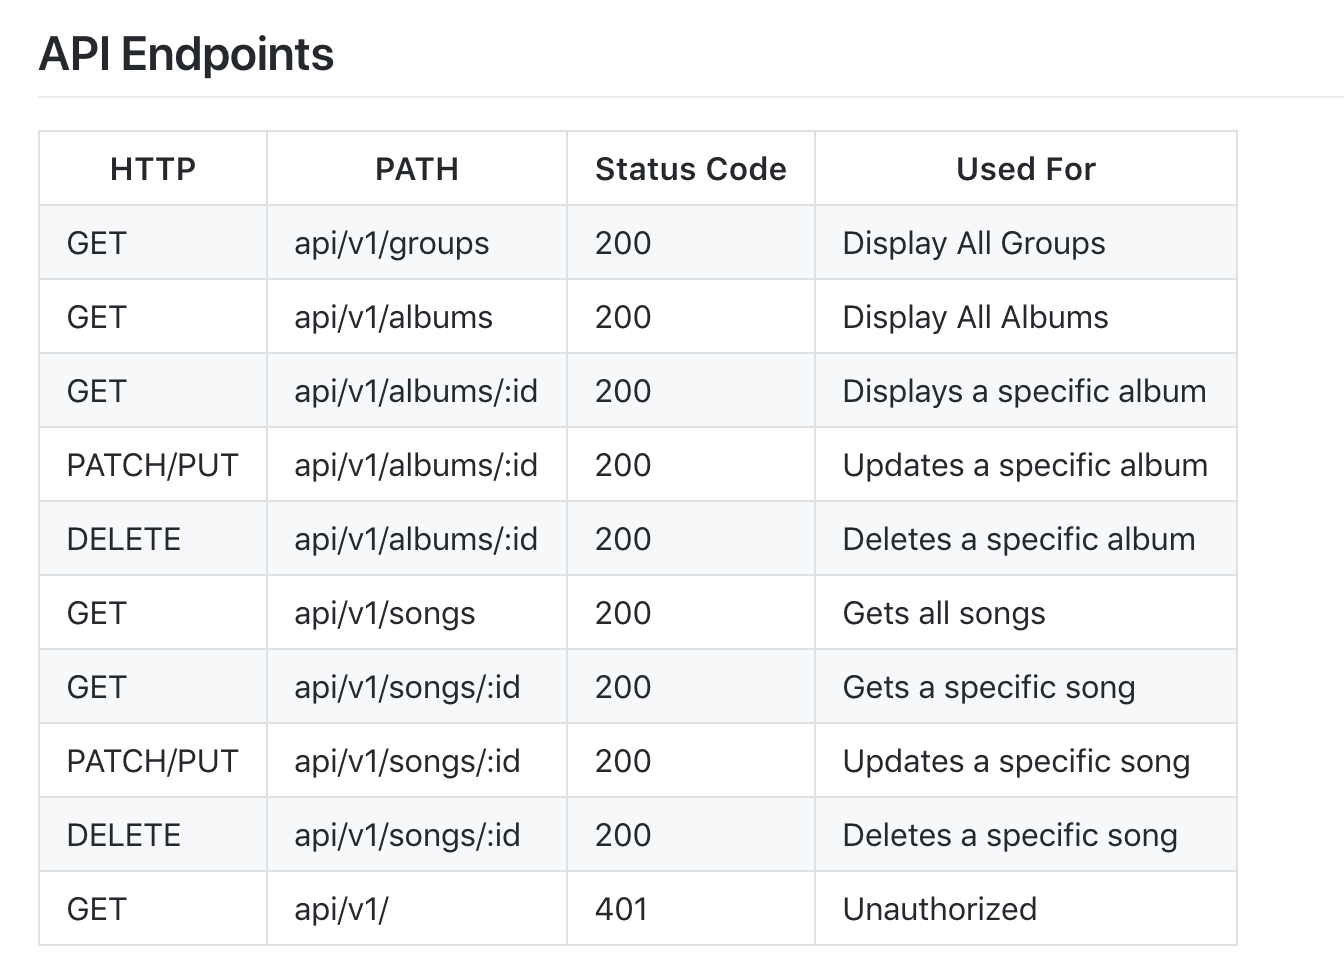 API Endpoints
HTTP PATH Status Code Used For
GET api/v1/groups 200 Display All Groups
GET api/v1/albums 200 Display All Albums
GET api/v1/albums/:id 200 Displays a specific album
PATCH/PUT api/v1/albums/:id 200 Updates a specific album
DELETE api/v1/albums/:id 200 Deletes a specific album
GET api/v1/songs 200 Gets all songs
GET api/v1/songs/:id 200 Gets a specific song
PATCH/PUT api/v1/songs/:id 200 Updates a specific song
DELETE api/v1/songs/:id 200 Deletes a specific song
GET api/v1/ 401 Unauthorized